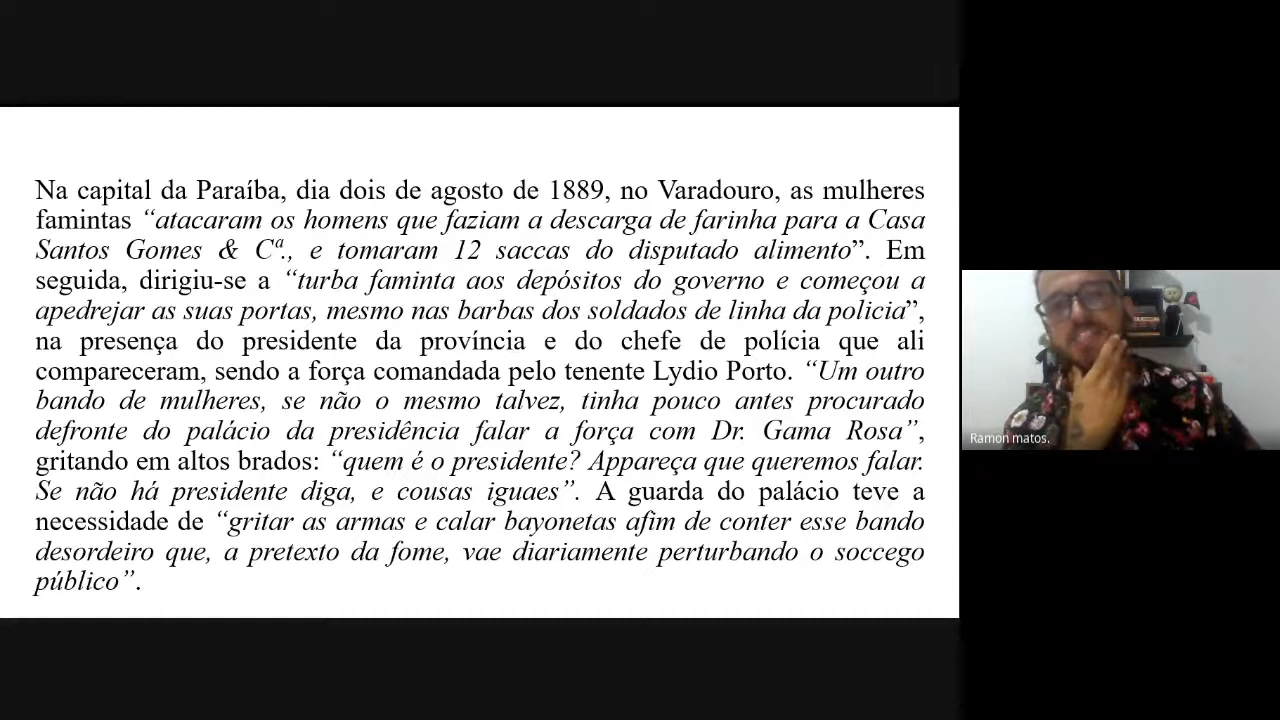 Na capital da Paraíba, dia dois de agosto de 1889, no Varadouro, as mulheres
famintas “atacaram os homens que faziam a descarga de farinha para a Casa
Santos Gomes & Cª., e tomaram 12 saccas do disputado alimento”. Em
seguida, dirigiu-se a “turba faminta aos depósitos do governo e começou a
apedrejar as suas portas, mesmo nas barbas dos soldados de linha da policia”,
na presença do presidente da província e do chefe de polícia que ali
compareceram, sendo a força comandada pelo tenente Lydio Porto. “Um outro
bando de mulheres, se não o mesmo talvez, tinha pouco antes procurado
defronte do palácio da presidência falar a força com Dr. Gama Rosa”,
gritando em altos brados: “quem é o presidente? Appareça que queremos falar.
Se não há presidente diga, e cousas iguaes”. A guarda do palácio teve a
necessidade de “gritar as armas e calar bayonetas afim de conter esse bando
desordeiro que, a pretexto da fome, vae diariamente perturbando o soccego
público”.
Ramon matos.